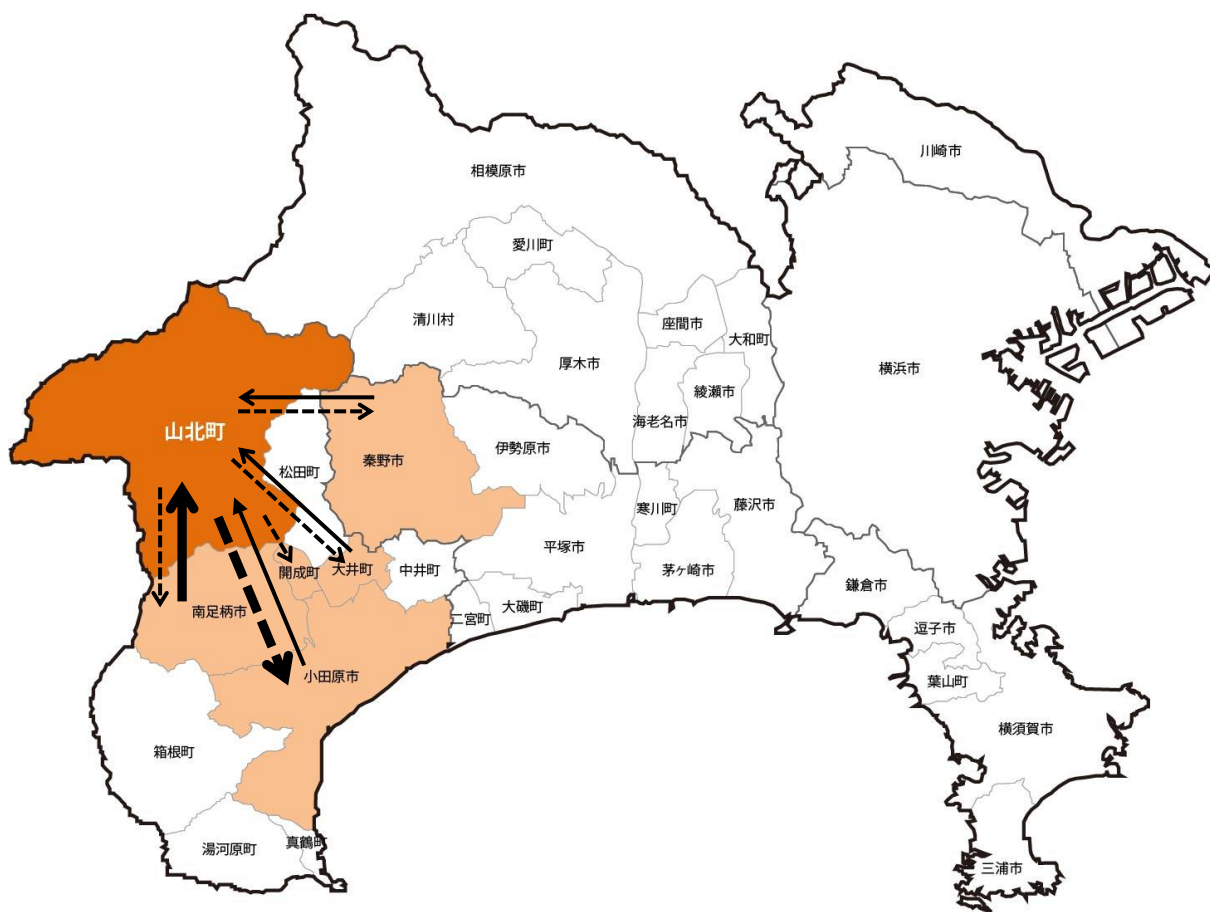 川崎市
相模原市
愛川町
清川村
座間市
大和町
厚木市
横浜市
綾瀬市
海老名市
山北町
伊勢原市
秦野市
松田町
寒川町
藤沢市
平塚市
開成町
大井町
中井町
茅ヶ崎市
鎌倉市
南足柄市
大磯町
二宮町
逗子市
小田原市
葉山町
横須賀市
箱根町
真鶴町
湯河原町
三浦市